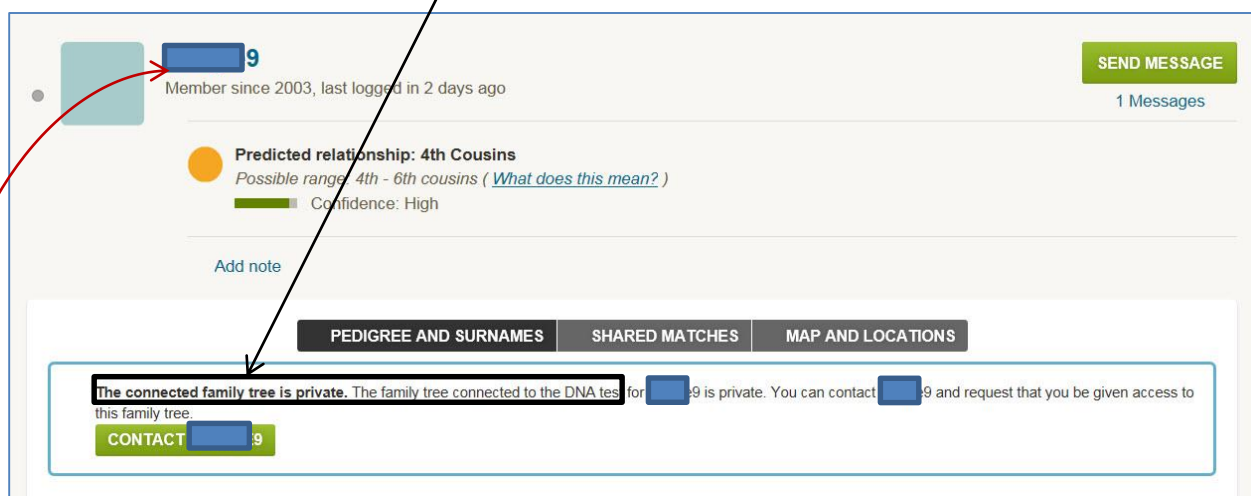 9
SEND MESSAGE
Member since 2003, last logged in 2 days ago
1 Messages
Predicted relationship: 4th Cousins
Possible range: 4th - 6th cousins ( What does this mean? )
Confidence: High
Add note
PEDIGREE AND SURNAMES SHARED MATCHES MAP AND LOCATIONS
The connected family tree is private. The family tree connected to the DNA test for 9 is private. You can contact 9 and request that you be given access to
this family tree.
CONTACT 9